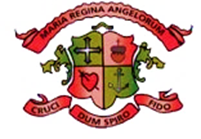 MARIA REGINA ANGELORUM
CRUCI DUM SPIRO FIDO